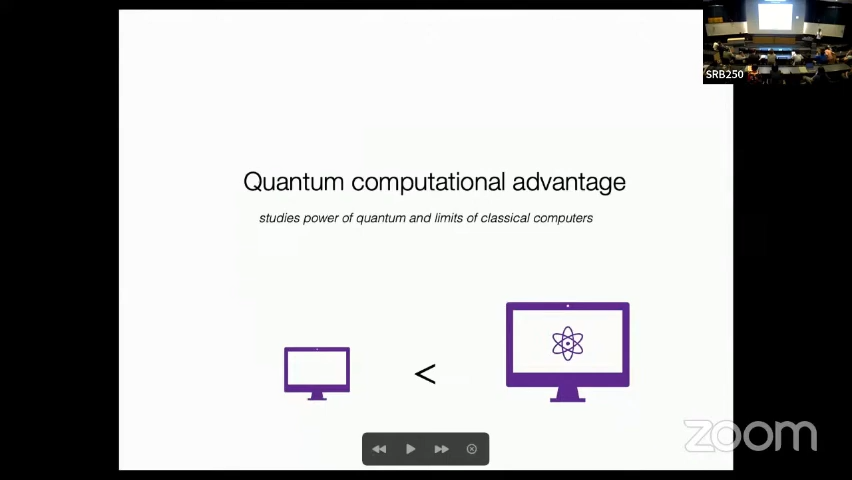 SRB250
Quantum computational advantage
studies power of quantum and limits of classical computers
<
zoom